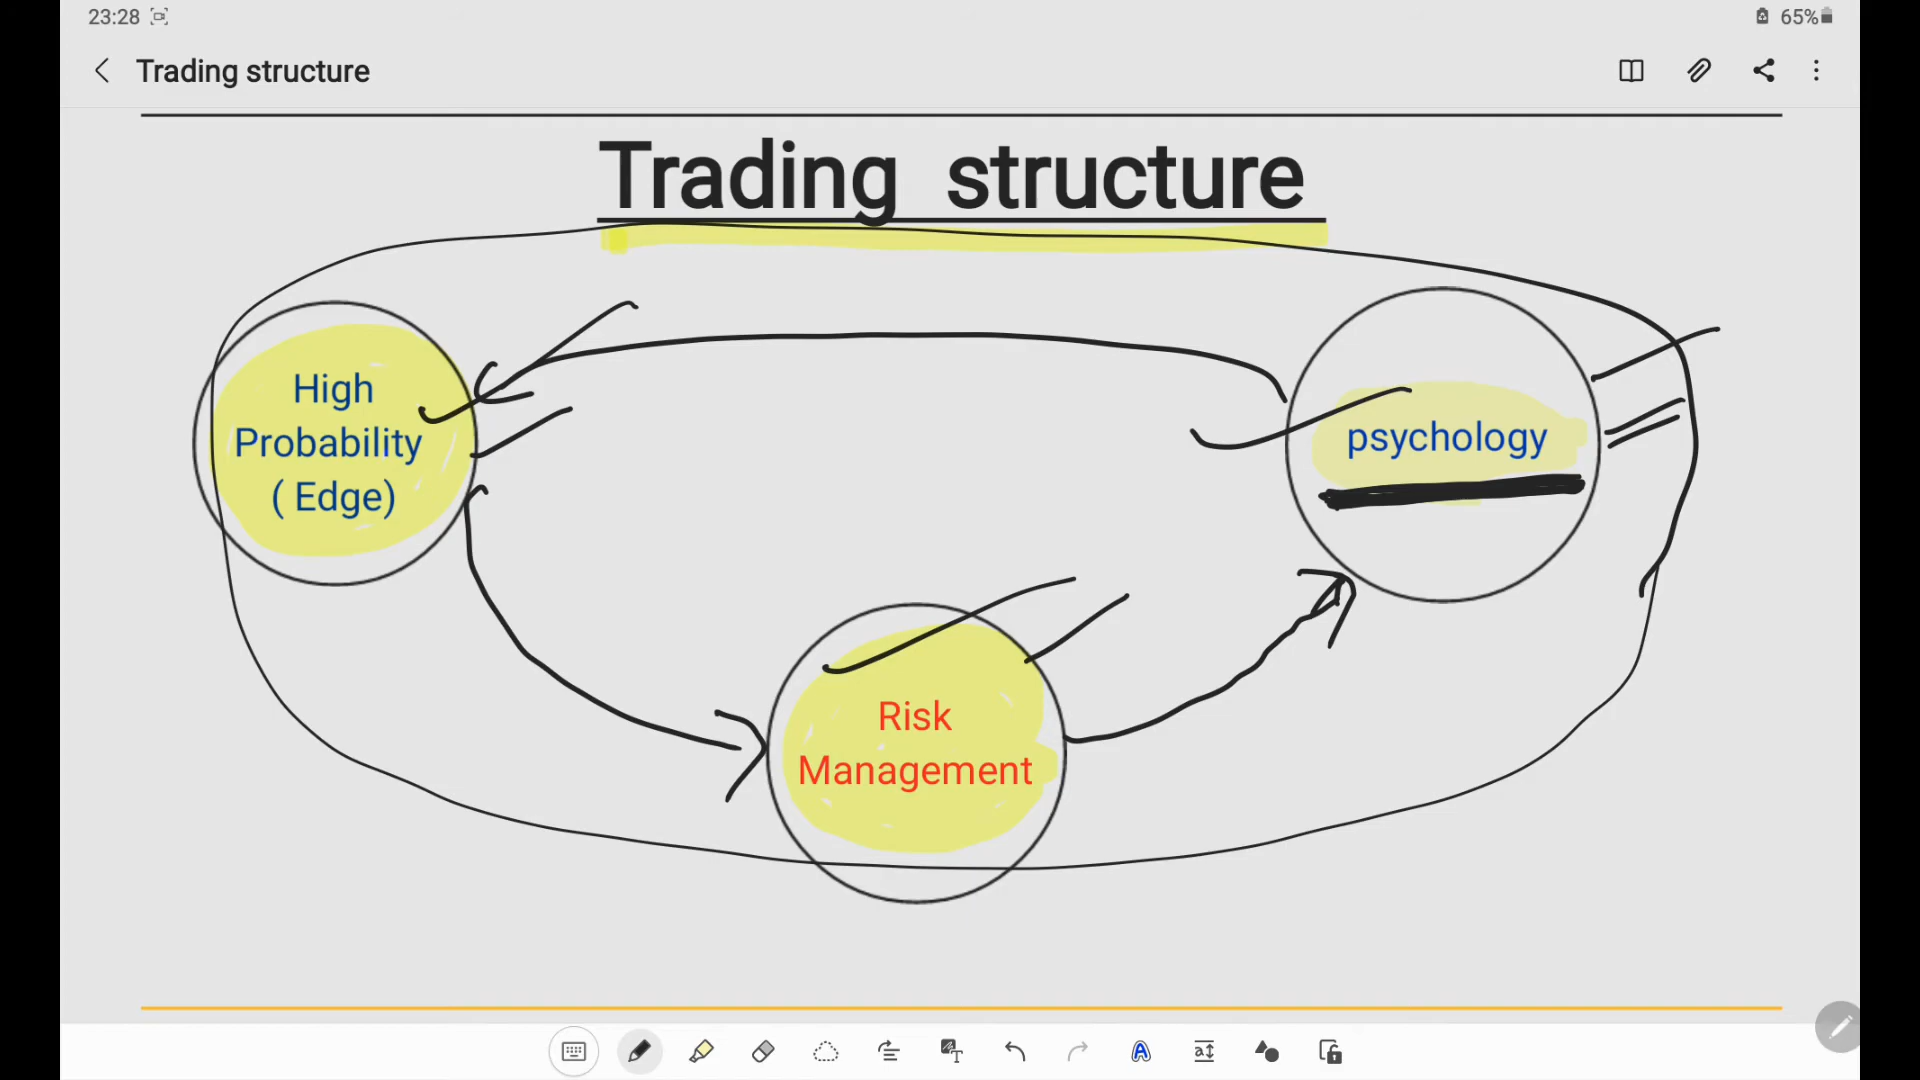 23:28
65%
Trading structure
Trading structure
High
Probability
( Edge)
psychology
Risk
Management